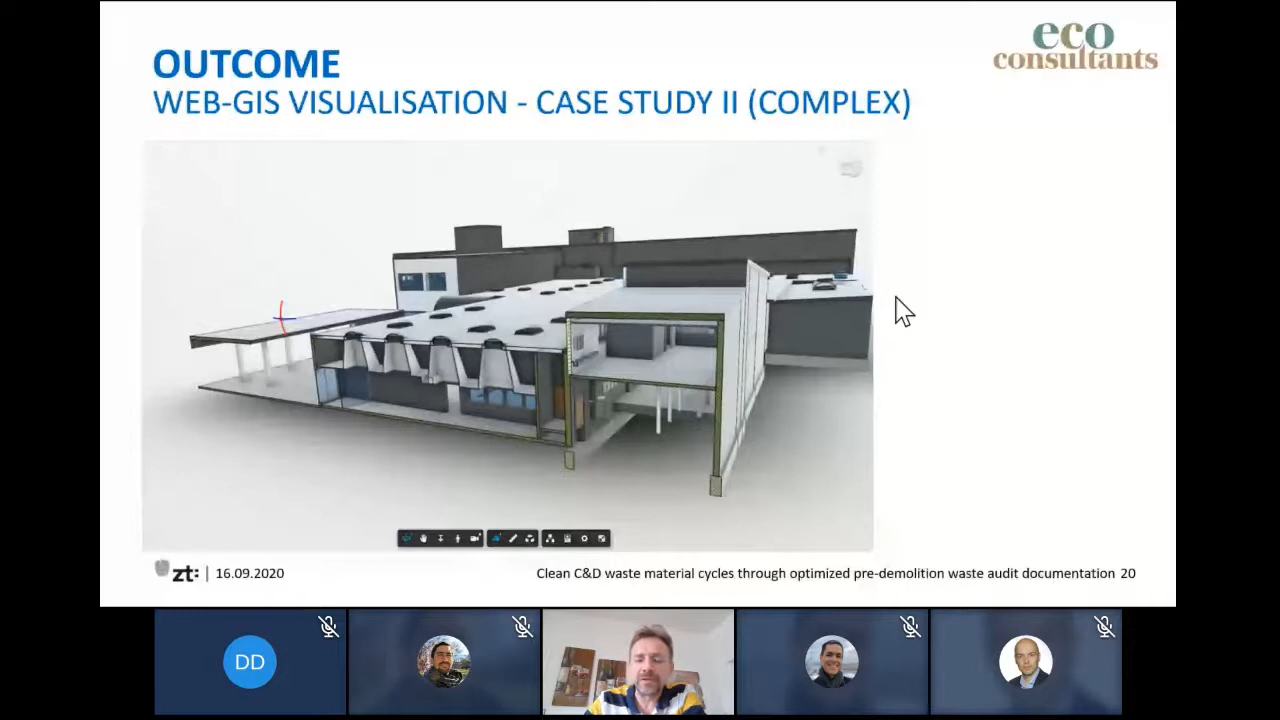 eco
consultants
OUTCOME
WEB-GIS VISUALISATION - CASE STUDY II (COMPLEX)
zt: | 16.09.2020
Clean C&D waste material cycles through optimized pre-demolition waste audit documentation 20
DD